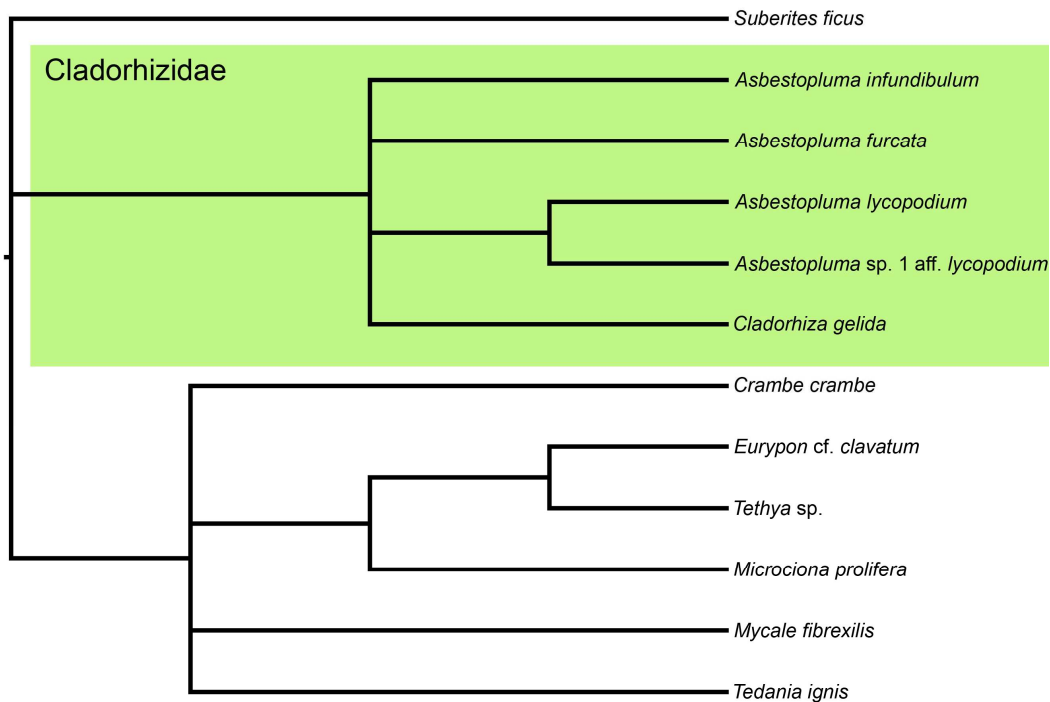 Suberites ficus
Cladorhizidae
Asbestopluma infundibulum
Asbestopluma furcata
Asbestopluma lycopodium
Asbestopluma sp. 1 aff. lycopodium
Cladorhiza gelida
Crambe crambe
Eurypon cf. clavatum
Tethya sp.
Microciona prolifera
Mycale fibrexilis
Tedania ignis